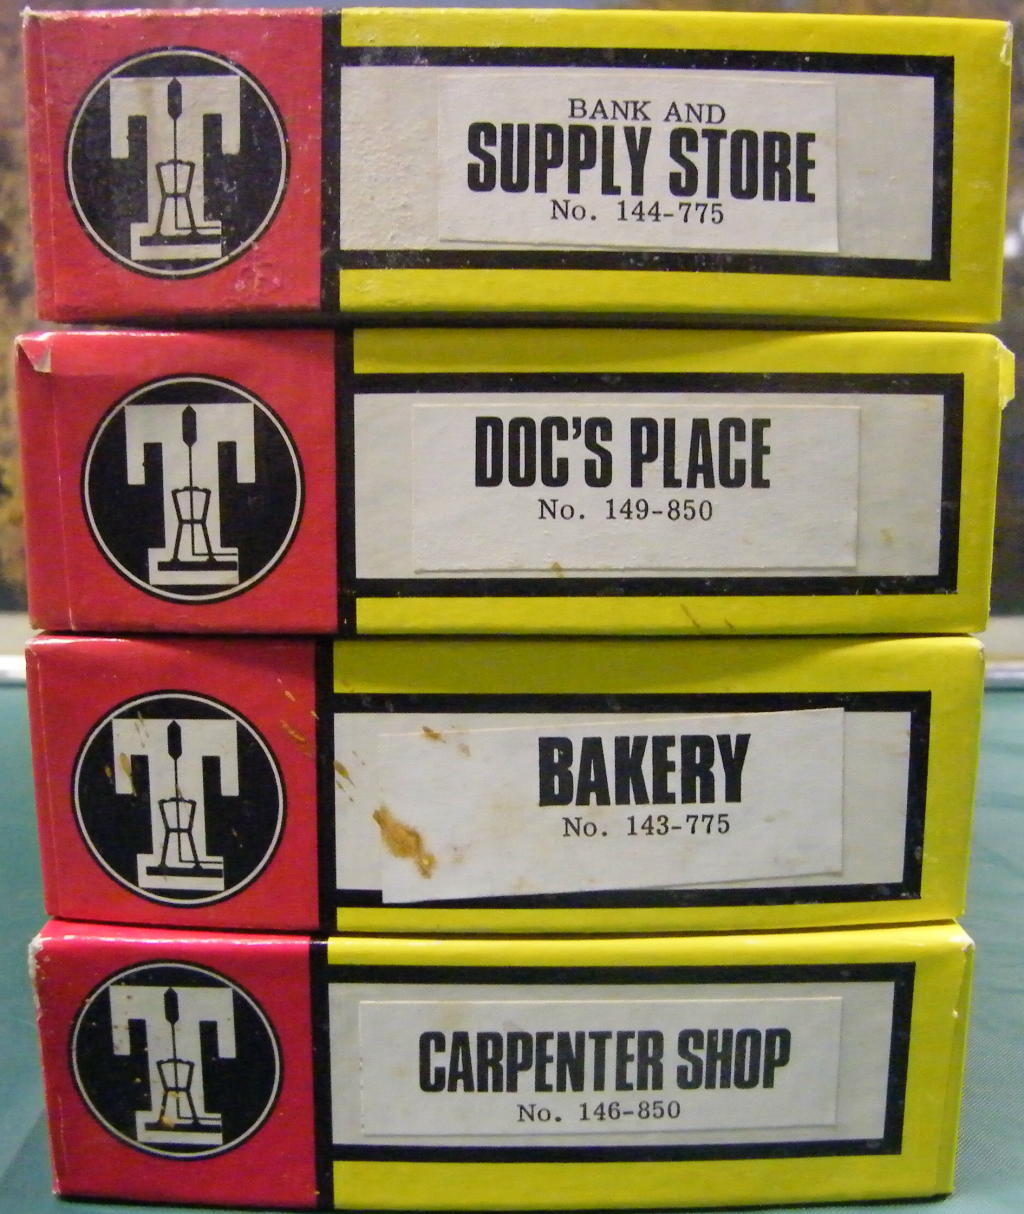 BANK AND
SUPPLY STORE
No. 144-775
DOC'S PLACE
No. 149-850
BAKERY
No. 143-775
CARPENTER SHOP
No. 146-850